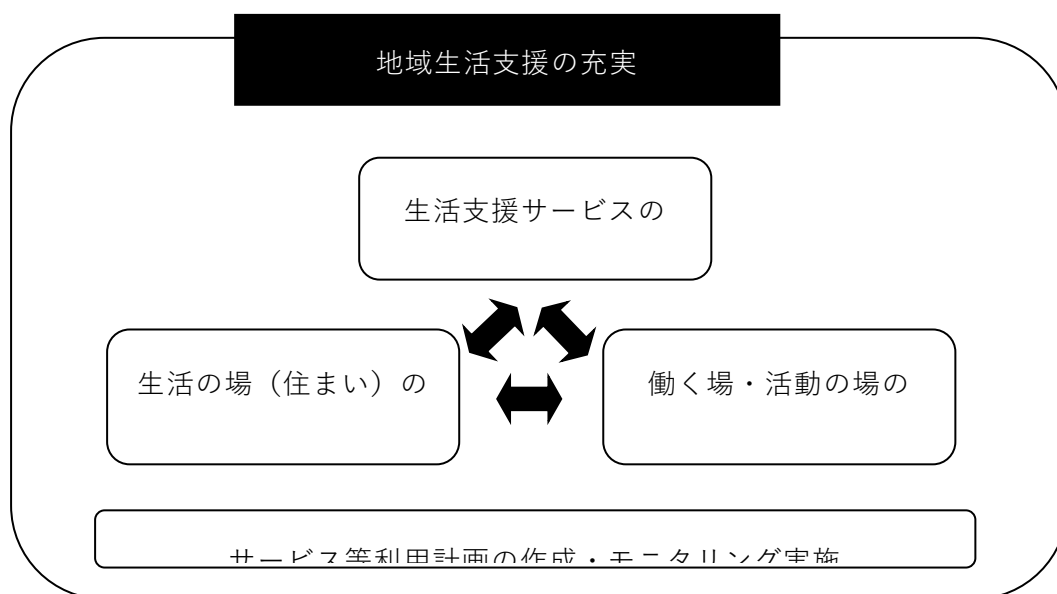 地域生活支援の充実
生活支援サービスの
生活の場（住まい）の
働く場・活動の場の
サービス等利用計画の作成・モニタリング実施